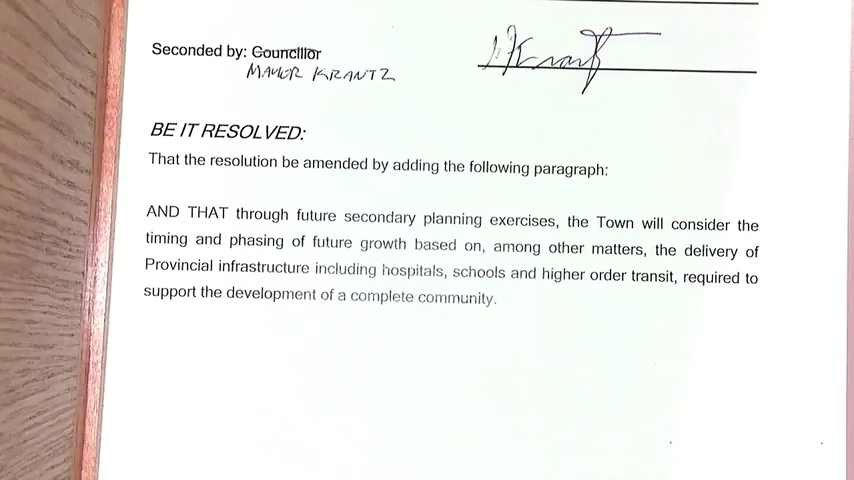 Seconded by: Councillor
MAYOR KRANTZ
BE IT RESOLVED:
That the resolution be amended by adding the following paragraph:
AND THAT through future secondary planning exercises, the Town will consider the
timing and phasing of future growth based on, among other matters, the delivery of
Provincial infrastructure including hospitals, schools and higher order transit, required to
support the development of a complete community.